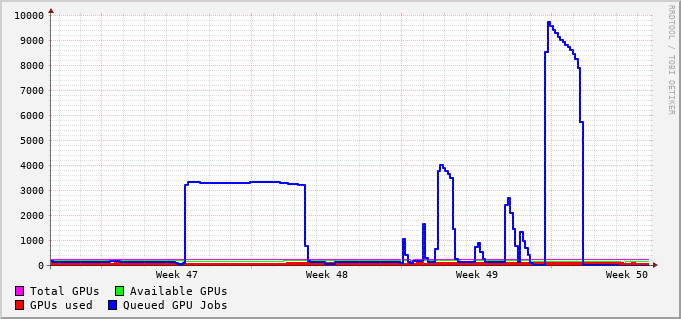 10000
9000
8000
7000
6000
5000
4000
3000
2000
1000
0
Week 47 Week 48 Week 49 Week 50
Total GPUs Available GPUs
GPUs used Queued GPU Jobs
RRDTOOL / TOBI OETIKER